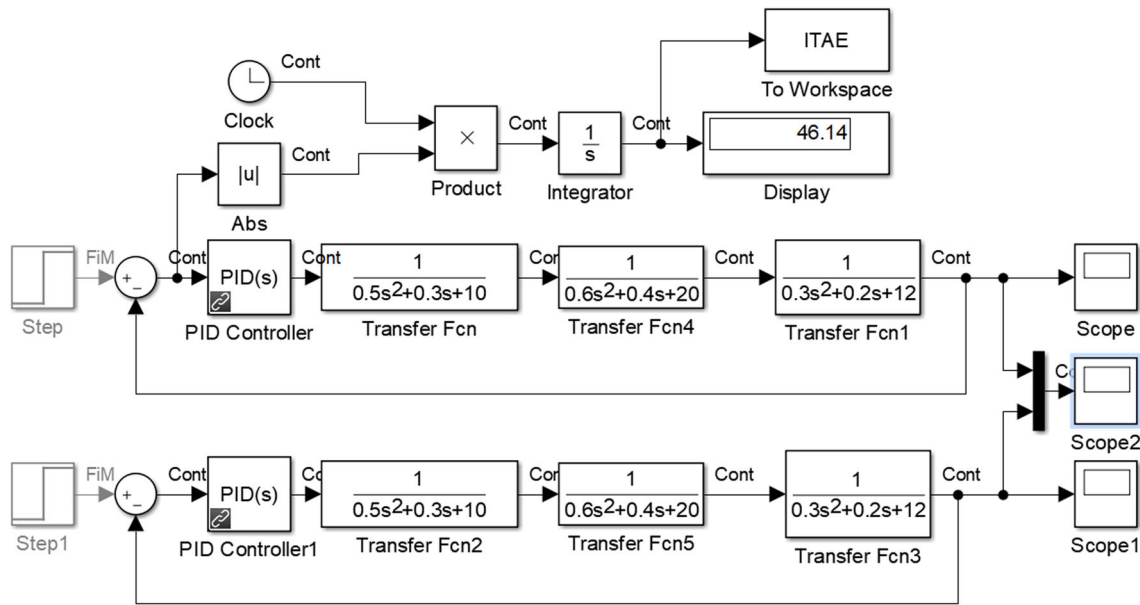 ITAE
To Workspace
Cont
Clock
×
Product
Cont
1
s
Integrator
Cont
46.14
Display
|u|
Abs
Cont
Step
FiM
+
−
Cont
PID(s)
PID Controller
Cont
1
0.5s2+0.3s+10
Transfer Fcn
Cor
1
0.6s2+0.4s+20
Transfer Fcn4
Cont
1
0.3s2+0.2s+12
Transfer Fcn1
Cont
Scope
Co
Scope2
Step1
FiM
+
−
Cont
PID(s)
PID Controller1
Cc
1
0.5s2+0.3s+10
Transfer Fcn2
Cor
1
0.6s2+0.4s+20
Transfer Fcn5
Cont
1
0.3s2+0.2s+12
Transfer Fcn3
Cont
Scope1